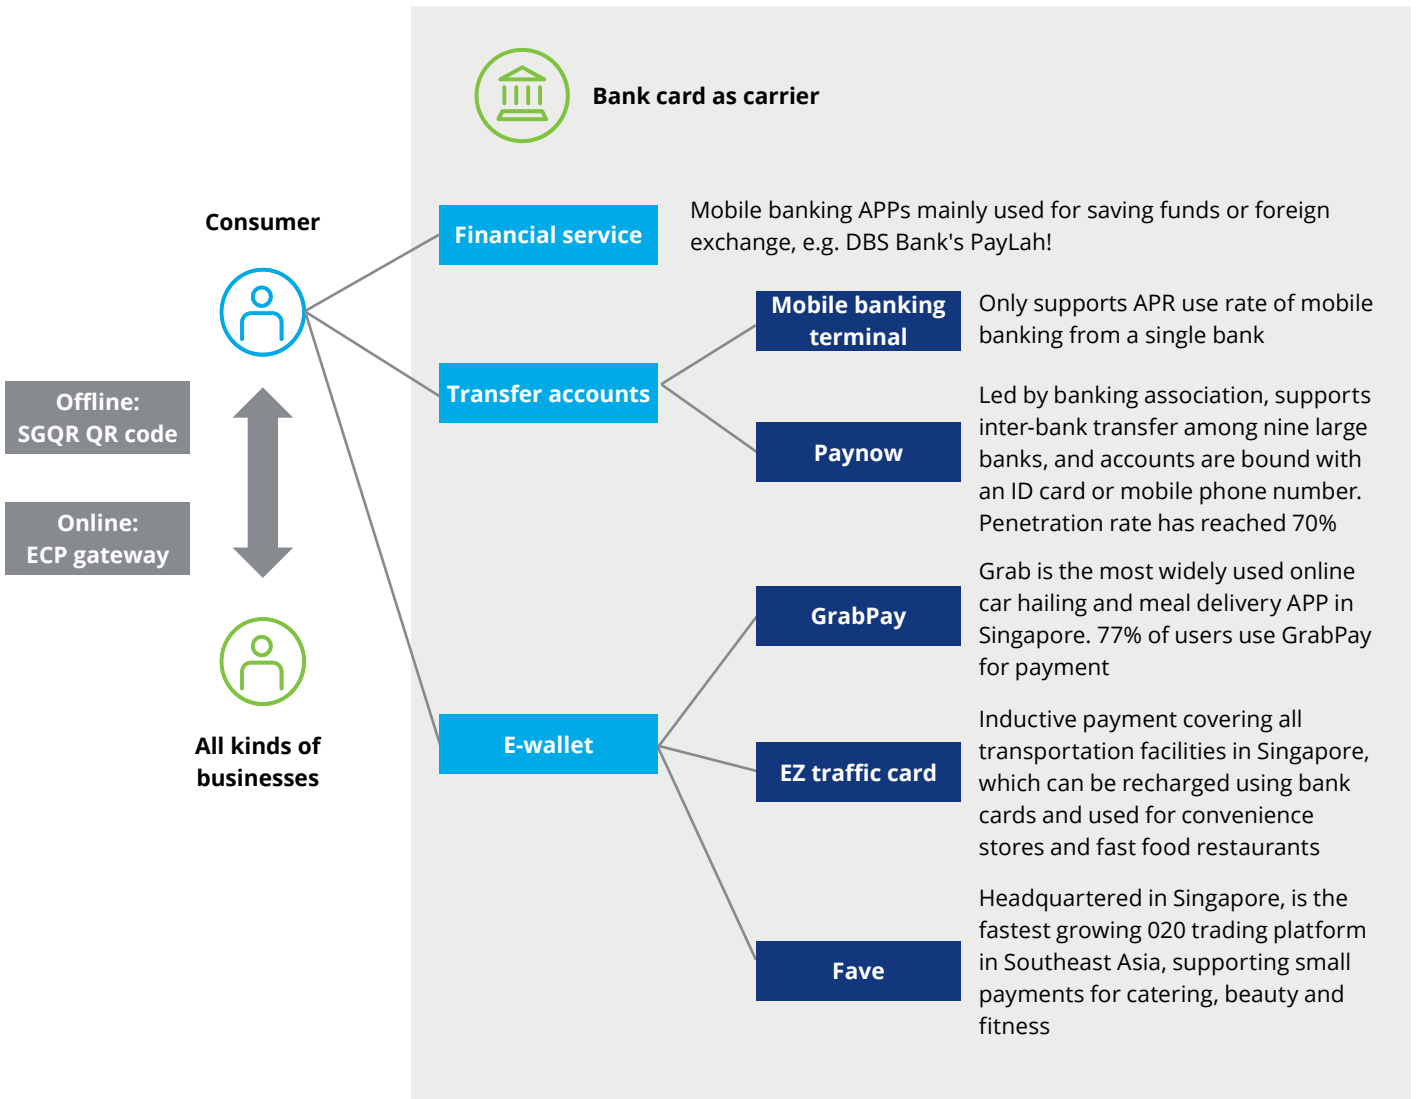 Bank card as carrier
Consumer
Offline:
SGQR QR code
Online:
ECP gateway
All kinds of
businesses
Financial service
Mobile banking APPs mainly used for saving funds or foreign
exchange, e.g. DBS Bank's PayLah!
Transfer accounts
Mobile banking
terminal
Only supports APR use rate of mobile
banking from a single bank
Paynow
Led by banking association, supports
inter-bank transfer among nine large
banks, and accounts are bound with
an ID card or mobile phone number.
Penetration rate has reached 70%
E-wallet
GrabPay
Grab is the most widely used online
car hailing and meal delivery APP in
Singapore. 77% of users use GrabPay
for payment
EZ traffic card
Inductive payment covering all
transportation facilities in Singapore,
which can be recharged using bank
cards and used for convenience
stores and fast food restaurants
Fave
Headquartered in Singapore, is the
fastest growing 020 trading platform
in Southeast Asia, supporting small
payments for catering, beauty and
fitness